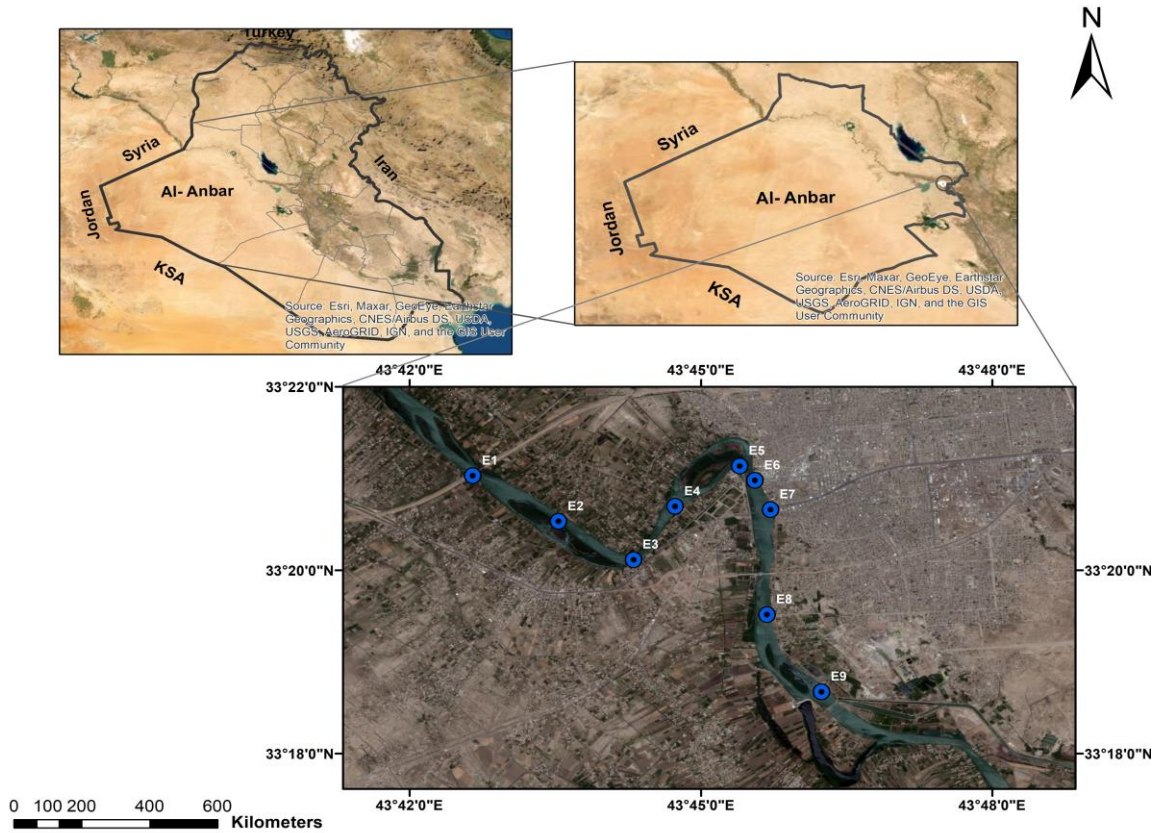 N
Turkey
Syria
Iran
Jordan
Al- Anbar
KSA
Source: Esri, Maxar, GeoEye, Earthstar
Geographics, CNES/Airbus DS, USDA,
USGS, AeroGRID, IGN, and the GIS User
Community
Syria
Jordan
Al- Anbar
KSA
Source: Esri, Maxar, GeoEye, Earthstar
Geographics, CNES/Airbus DS, USDA,
USGS, AeroGRID, IGN, and the GIS
User Community
43°42'0"E 43°45'0"E 43°48'0"E
33°22'0"N
E1
E2
E3
E4
E5
E6
E7
E8
E9
33°20'0"N 33°20'0"N
33°18'0"N 33°18'0"N
43°42'0"E 43°45'0"E 43°48'0"E
0 100 200 400 600
Kilometers